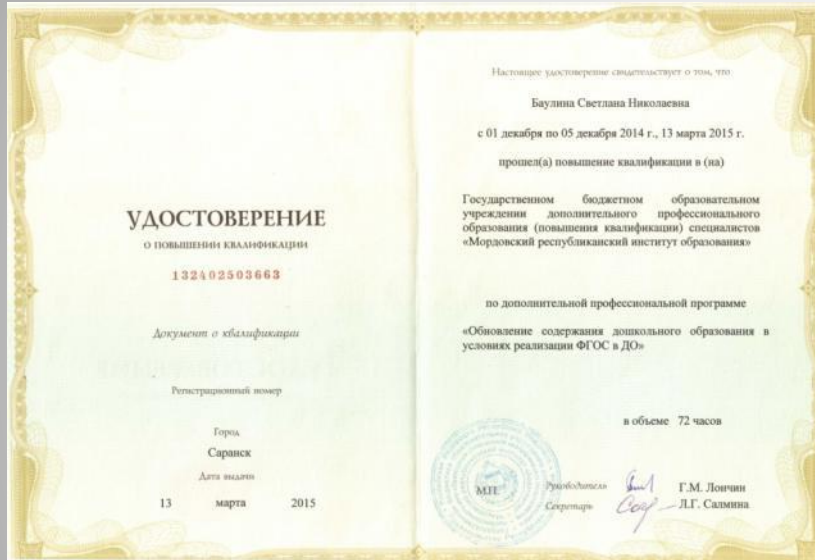 УДОСТОВЕРЕНИЕ
О ПОВЫШЕНИИ КВАЛИФИКАЦИИ
132402503663
Документ о квалификации
Регистрационный номер
Город
Саранск
Дата выдачи
13 марта 2015
Настоящее удостоверение свидетельствует о том, что
Баулина Светлана Николаевна
с 01 декабря по 05 декабря 2014 г., 13 марта 2015 г.
прошел(а) повышение квалификации в (на)
Государственном бюджетном образовательном
учреждении дополнительного профессионального
образования (повышения квалификации) специалистов
«Мордовский республиканский институт образования»
по дополнительной профессиональной программе
«Обновление содержания дошкольного образования в
условиях реализации ФГОС в ДО»
в объеме 72 часов
М.П. Руководитель Г.М. Лончин
Секретарь Л.Г. Салмина